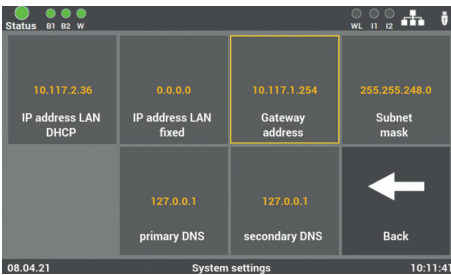 Status B1 B2 W WL I1 I2
10.117.2.36
IP address LAN
DHCP
0.0.0.0
IP address LAN
fixed
10.117.1.254
Gateway
address
255.255.248.0
Subnet
mask
127.0.0.1
primary DNS
127.0.0.1
secondary DNS
Back
08.04.21 System settings 10:11:41